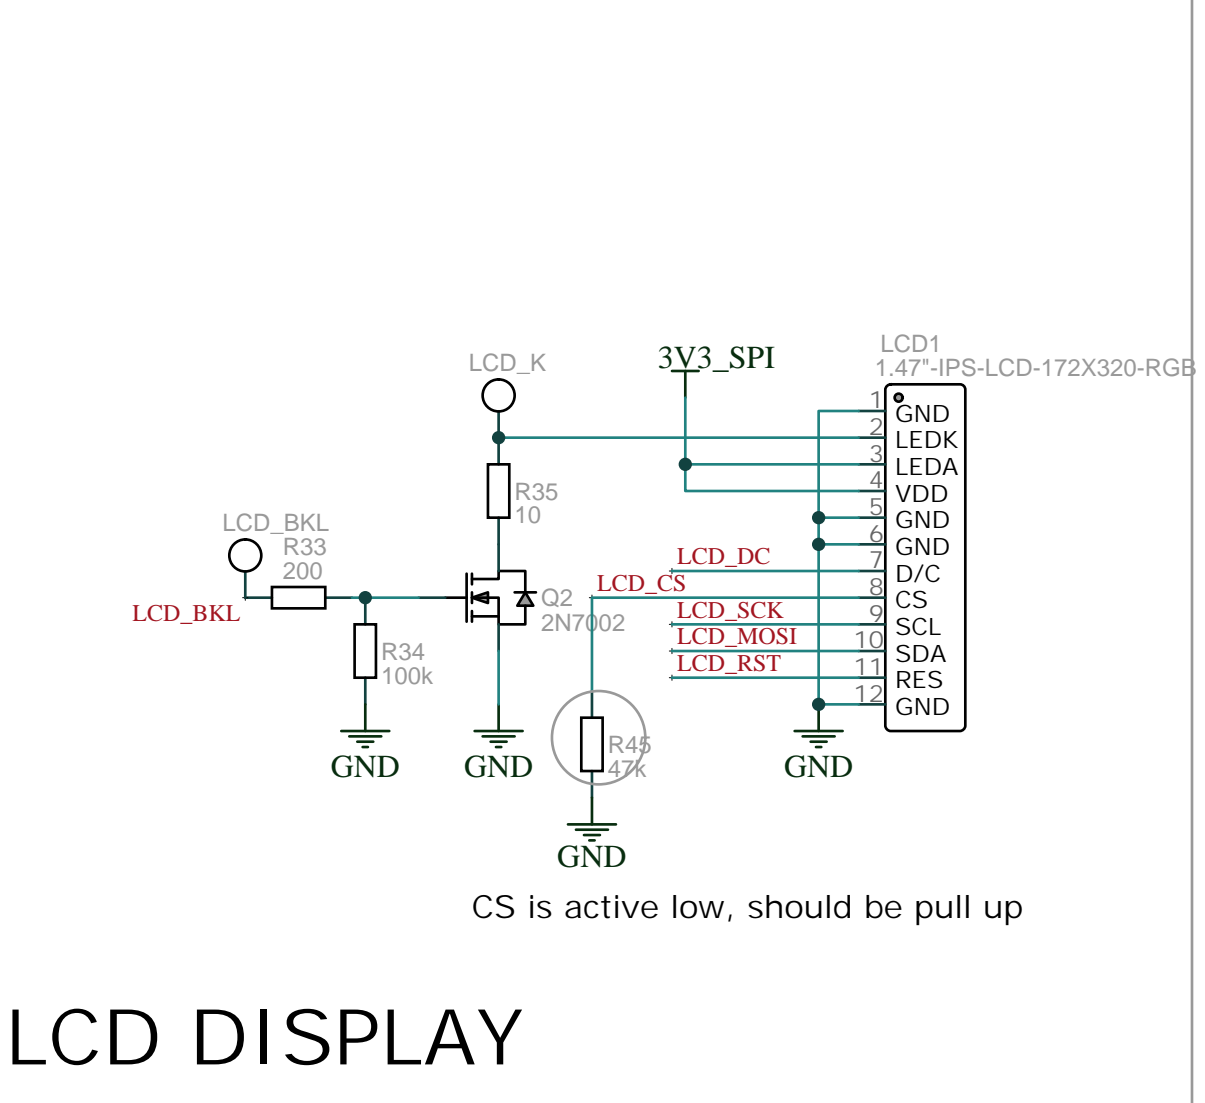 LCD1
1.47"-IPS-LCD-172X320-RGB
LCD_K
3V3_SPI
1
GND
2
LEDK
3
LEDA
4
VDD
5
GND
6
GND
7
D/C
8
CS
9
SCL
10
SDA
11
RES
12
GND
R35
10
LCD_BKL
R33
200
LCD_BKL
R34
100k
Q2
2N7002
LCD_DC
LCD_CS
LCD_SCK
LCD_MOSI
LCD_RST
R45
47k
GND
GND
GND
GND
CS is active low, should be pull up
LCD DISPLAY